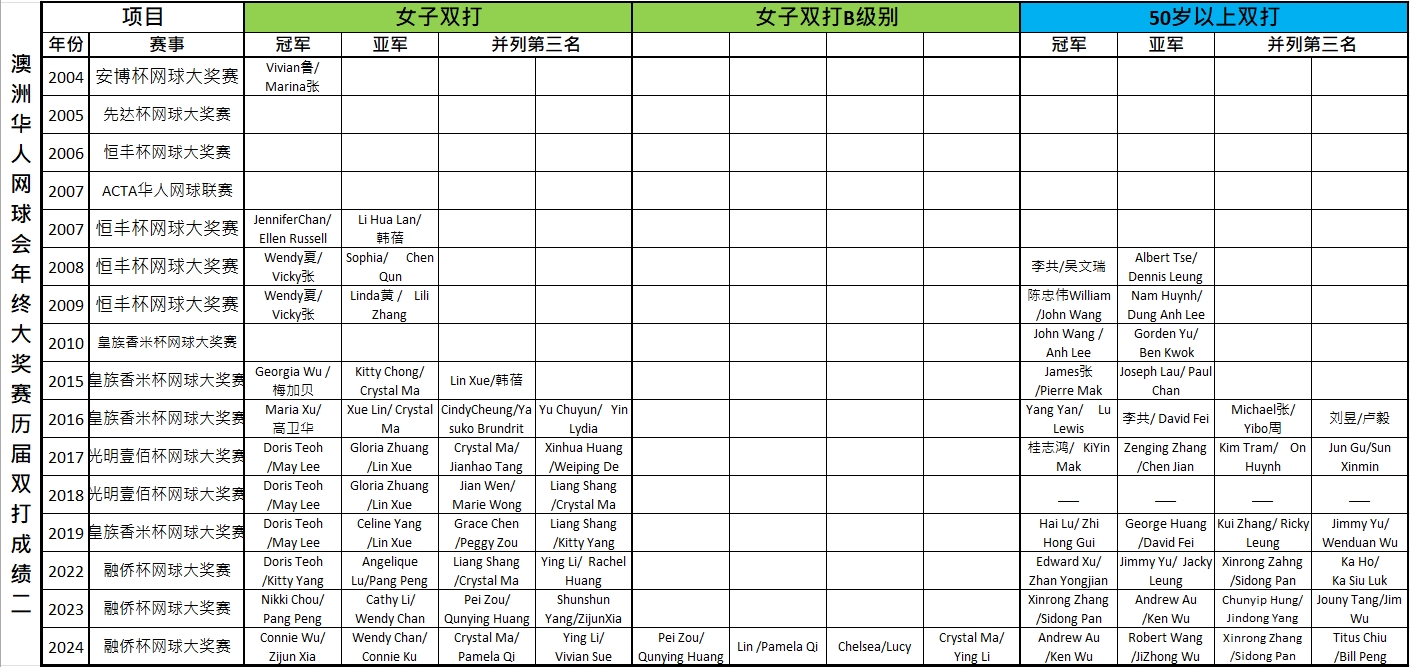 澳洲华人网球会年终大奖赛历届双打成绩二
项目 女子双打 女子双打B级别 50岁以上双打
年份 赛事 冠军 亚军 并列第三名 冠军 亚军 并列第三名
2004 安博杯网球大奖赛 Vivian鲁/ Marina张
2005 先达杯网球大奖赛
2006 恒丰杯网球大奖赛
2007 ACTA华人网球联赛
2007 恒丰杯网球大奖赛 JenniferChan/ Ellen Russell Li Hua Lan/ 韩蓓
2008 恒丰杯网球大奖赛 Wendy夏/ Vicky张 Sophia/ Chen Qun 李共/吴文瑞 Albert Tse/ Dennis Leung
2009 恒丰杯网球大奖赛 Wendy夏/ Vicky张 Linda黄 / Lili Zhang 陈忠伟William /John Wang Nam Huynh/ Dung Anh Lee
2010 皇族香米杯网球大奖赛 John Wang / Anh Lee Gorden Yu/ Ben Kwok
2015 皇族香米杯网球大奖赛 Georgia Wu / 梅加贝 Kitty Chong/ Crystal Ma Lin Xue/韩蓓 James张 /Pierre Mak Joseph Lau/ Paul Chan
2016 皇族香米杯网球大奖赛 Maria Xu/ 高卫华 Xue Lin/ Crystal Ma CindyCheung/Ya suko Brundrit Yu Chuyun/ Yin Lydia Yang Yan/ Lu Lewis 李共/ David Fei Michael张/ Yibo周 刘昱/卢毅
2017 光明壹佰杯网球大奖赛 Doris Teoh /May Lee Gloria Zhuang /Lin Xue Crystal Ma/ Jianhao Tang Xinhua Huang /Weiping De 桂志鸿/ KiYin Mak Zenging Zhang /Chen Jian Kim Tram/ On Huynh Jun Gu/Sun Xinmin
2018 光明壹佰杯网球大奖赛 Doris Teoh /May Lee Gloria Zhuang /Lin Xue Jian Wen/ Marie Wong Liang Shang /Crystal Ma —— —— —— ——
2019 皇族香米杯网球大奖赛 Doris Teoh /May Lee Celine Yang /Lin Xue Grace Chen /Peggy Zou Liang Shang /Kitty Yang Hai Lu/ Zhi Hong Gui George Huang /David Fei Kui Zhang/ Ricky Leung Jimmy Yu/ Wenduan Wu
2022 融侨杯网球大奖赛 Doris Teoh /Kitty Yang Angelique Lu/Pang Peng Liang Shang /Crystal Ma Ying Li/ Rachel Huang Edward Xu/ Zhan Yongjian Jimmy Yu/ Jacky Leung Xinrong Zahng /Sidong Pan Ka Ho/ Ka Siu Luk
2023 融侨杯网球大奖赛 Nikki Chou/ Pang Peng Cathy Li/ Wendy Chan Pei Zou/ Qunying Huang Shunshun Yang/ZijunXia Xinrong Zhang /Sidong Pan Andrew Au /Ken Wu Chunyip Hung/ Jindong Yang Jouny Tang/Jim Wu
2024 融侨杯网球大奖赛 Connie Wu/ Zijun Xia Wendy Chan/ Connie Ku Crystal Ma/ Pamela Qi Ying Li/ Vivian Sue Pei Zou/ Qunying Huang Lin /Pamela Qi Chelsea/Lucy Crystal Ma/ Ying Li Andrew Au /Ken Wu Robert Wang /JiZhong Wu Xinrong Zhang /Sidong Pan Titus Chiu /Bill Peng